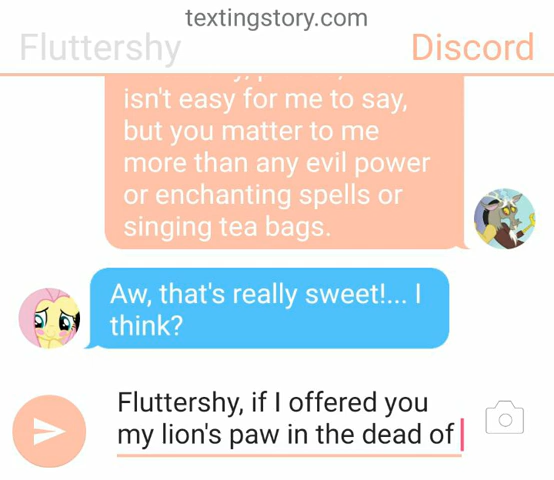 textingstory.com
Fluttershy
Discord
isn't easy for me to say,
but you matter to me
more than any evil power
or enchanting spells or
singing tea bags.
Aw, that's really sweet!... I
think?
Fluttershy, if I offered you
my lion's paw in the dead of